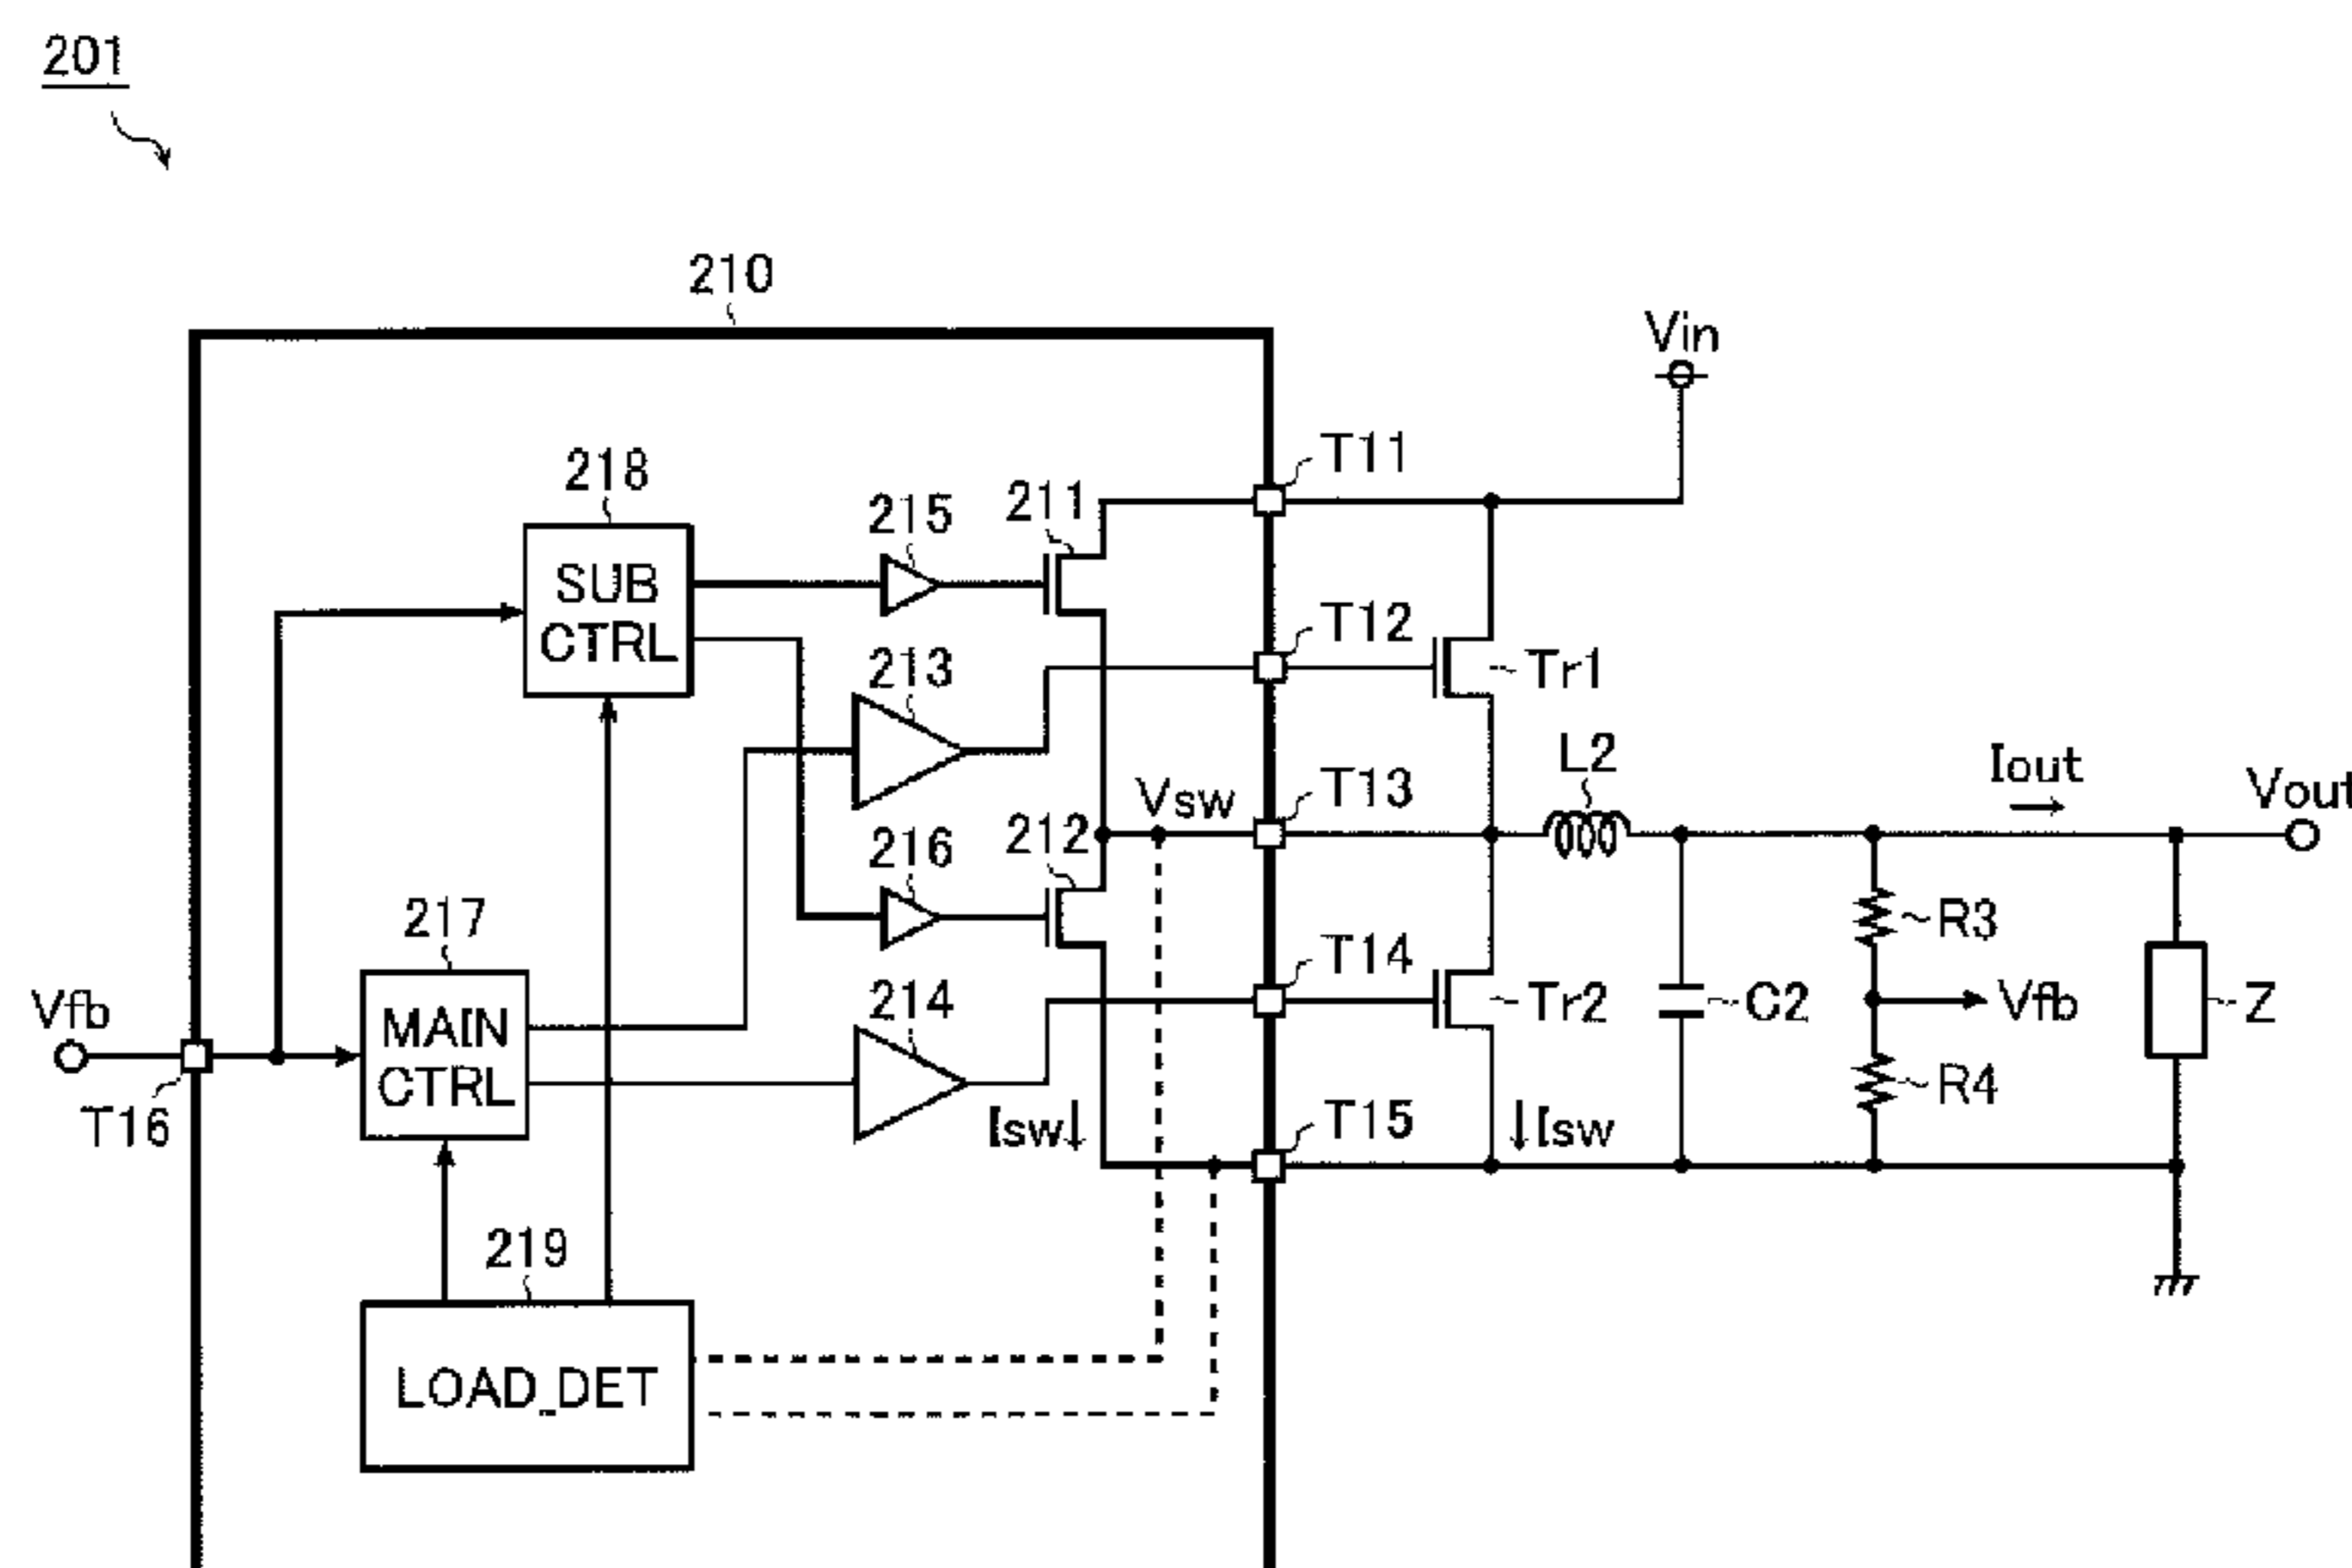 201
210
Vin
T11
218
215
211
SUB
CTRL
T12
213
Tr1
L2
Iout
Vout
T13
Vsw
216
212
217
T14
R3
Vfb
214
Tr2
C2
Vfb
Z
MAIN
CTRL
R4
T16
Isw
T15
Isw
219
LOAD_DET